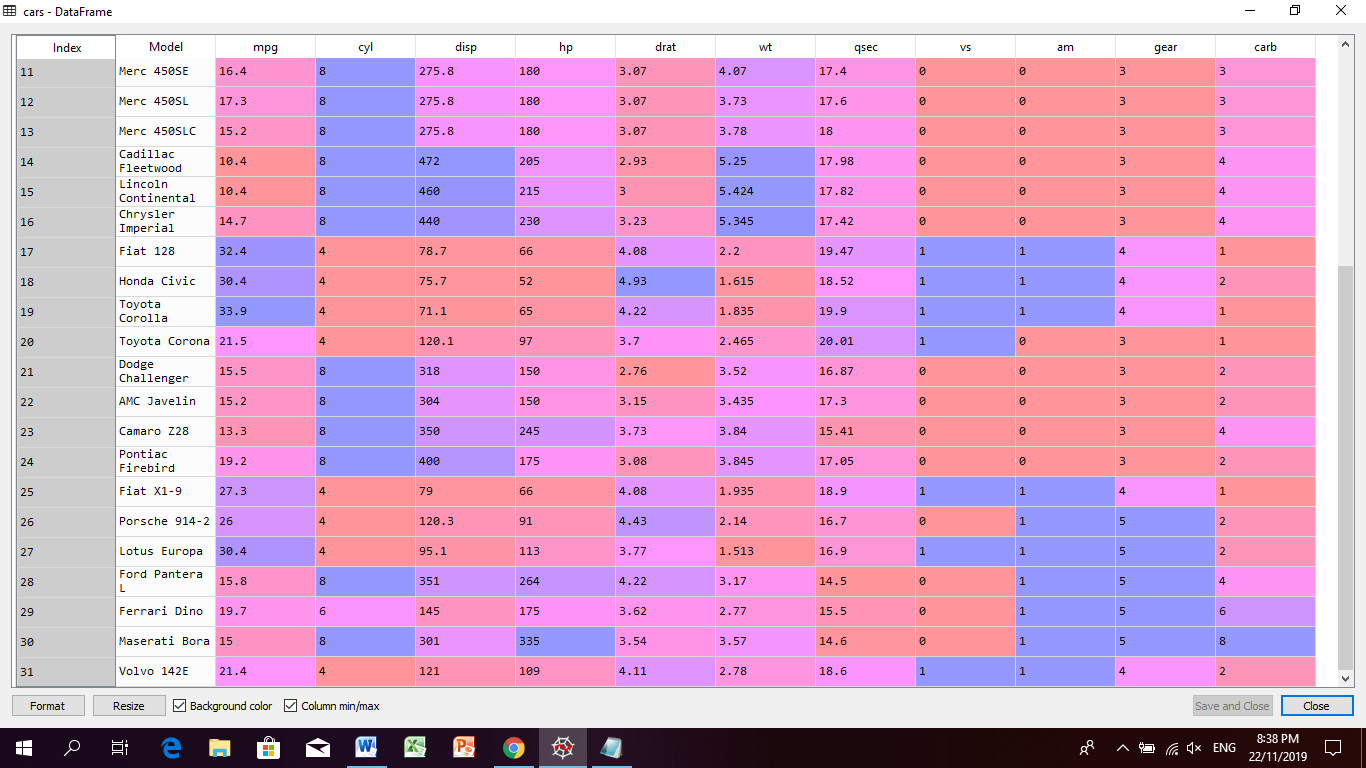 cars - DataFrame
Index Model mpg cyl disp hp drat wt qsec vs am gear carb
11 Merc 450SE 16.4 8 275.8 180 3.07 4.07 17.4 0 0 3 3
12 Merc 450SL 17.3 8 275.8 180 3.07 3.73 17.6 0 0 3 3
13 Merc 450SLC 15.2 8 275.8 180 3.07 3.78 18 0 0 3 3
14 Cadillac Fleetwood 10.4 8 472 205 2.93 5.25 17.98 0 0 3 4
15 Lincoln Continental 10.4 8 460 215 3 5.424 17.82 0 0 3 4
16 Chrysler Imperial 14.7 8 440 230 3.23 5.345 17.42 0 0 3 4
17 Fiat 128 32.4 4 78.7 66 4.08 2.2 19.47 1 1 4 1
18 Honda Civic 30.4 4 75.7 52 4.93 1.615 18.52 1 1 4 2
19 Toyota Corolla 33.9 4 71.1 65 4.22 1.835 19.9 1 1 4 1
20 Toyota Corona 21.5 4 120.1 97 3.7 2.465 20.01 1 0 3 1
21 Dodge Challenger 15.5 8 318 150 2.76 3.52 16.87 0 0 3 2
22 AMC Javelin 15.2 8 304 150 3.15 3.435 17.3 0 0 3 2
23 Camaro Z28 13.3 8 350 245 3.73 3.84 15.41 0 0 3 4
24 Pontiac Firebird 19.2 8 400 175 3.08 3.845 17.05 0 0 3 2
25 Fiat X1-9 27.3 4 79 66 4.08 1.935 18.9 1 1 4 1
26 Porsche 914-2 26 4 120.3 91 4.43 2.14 16.7 0 1 5 2
27 Lotus Europa 30.4 4 95.1 113 3.77 1.513 16.9 1 1 5 2
28 Ford Pantera L 15.8 8 351 264 4.22 3.17 14.5 0 1 5 4
29 Ferrari Dino 19.7 6 145 175 3.62 2.77 15.5 0 1 5 6
30 Maserati Bora 15 8 301 335 3.54 3.57 14.6 0 1 5 8
31 Volvo 142E 21.4 4 121 109 4.11 2.78 18.6 1 1 4 2
Format Resize Background color Column min/max Save and Close Close
ENG
8:38 PM
22/11/2019